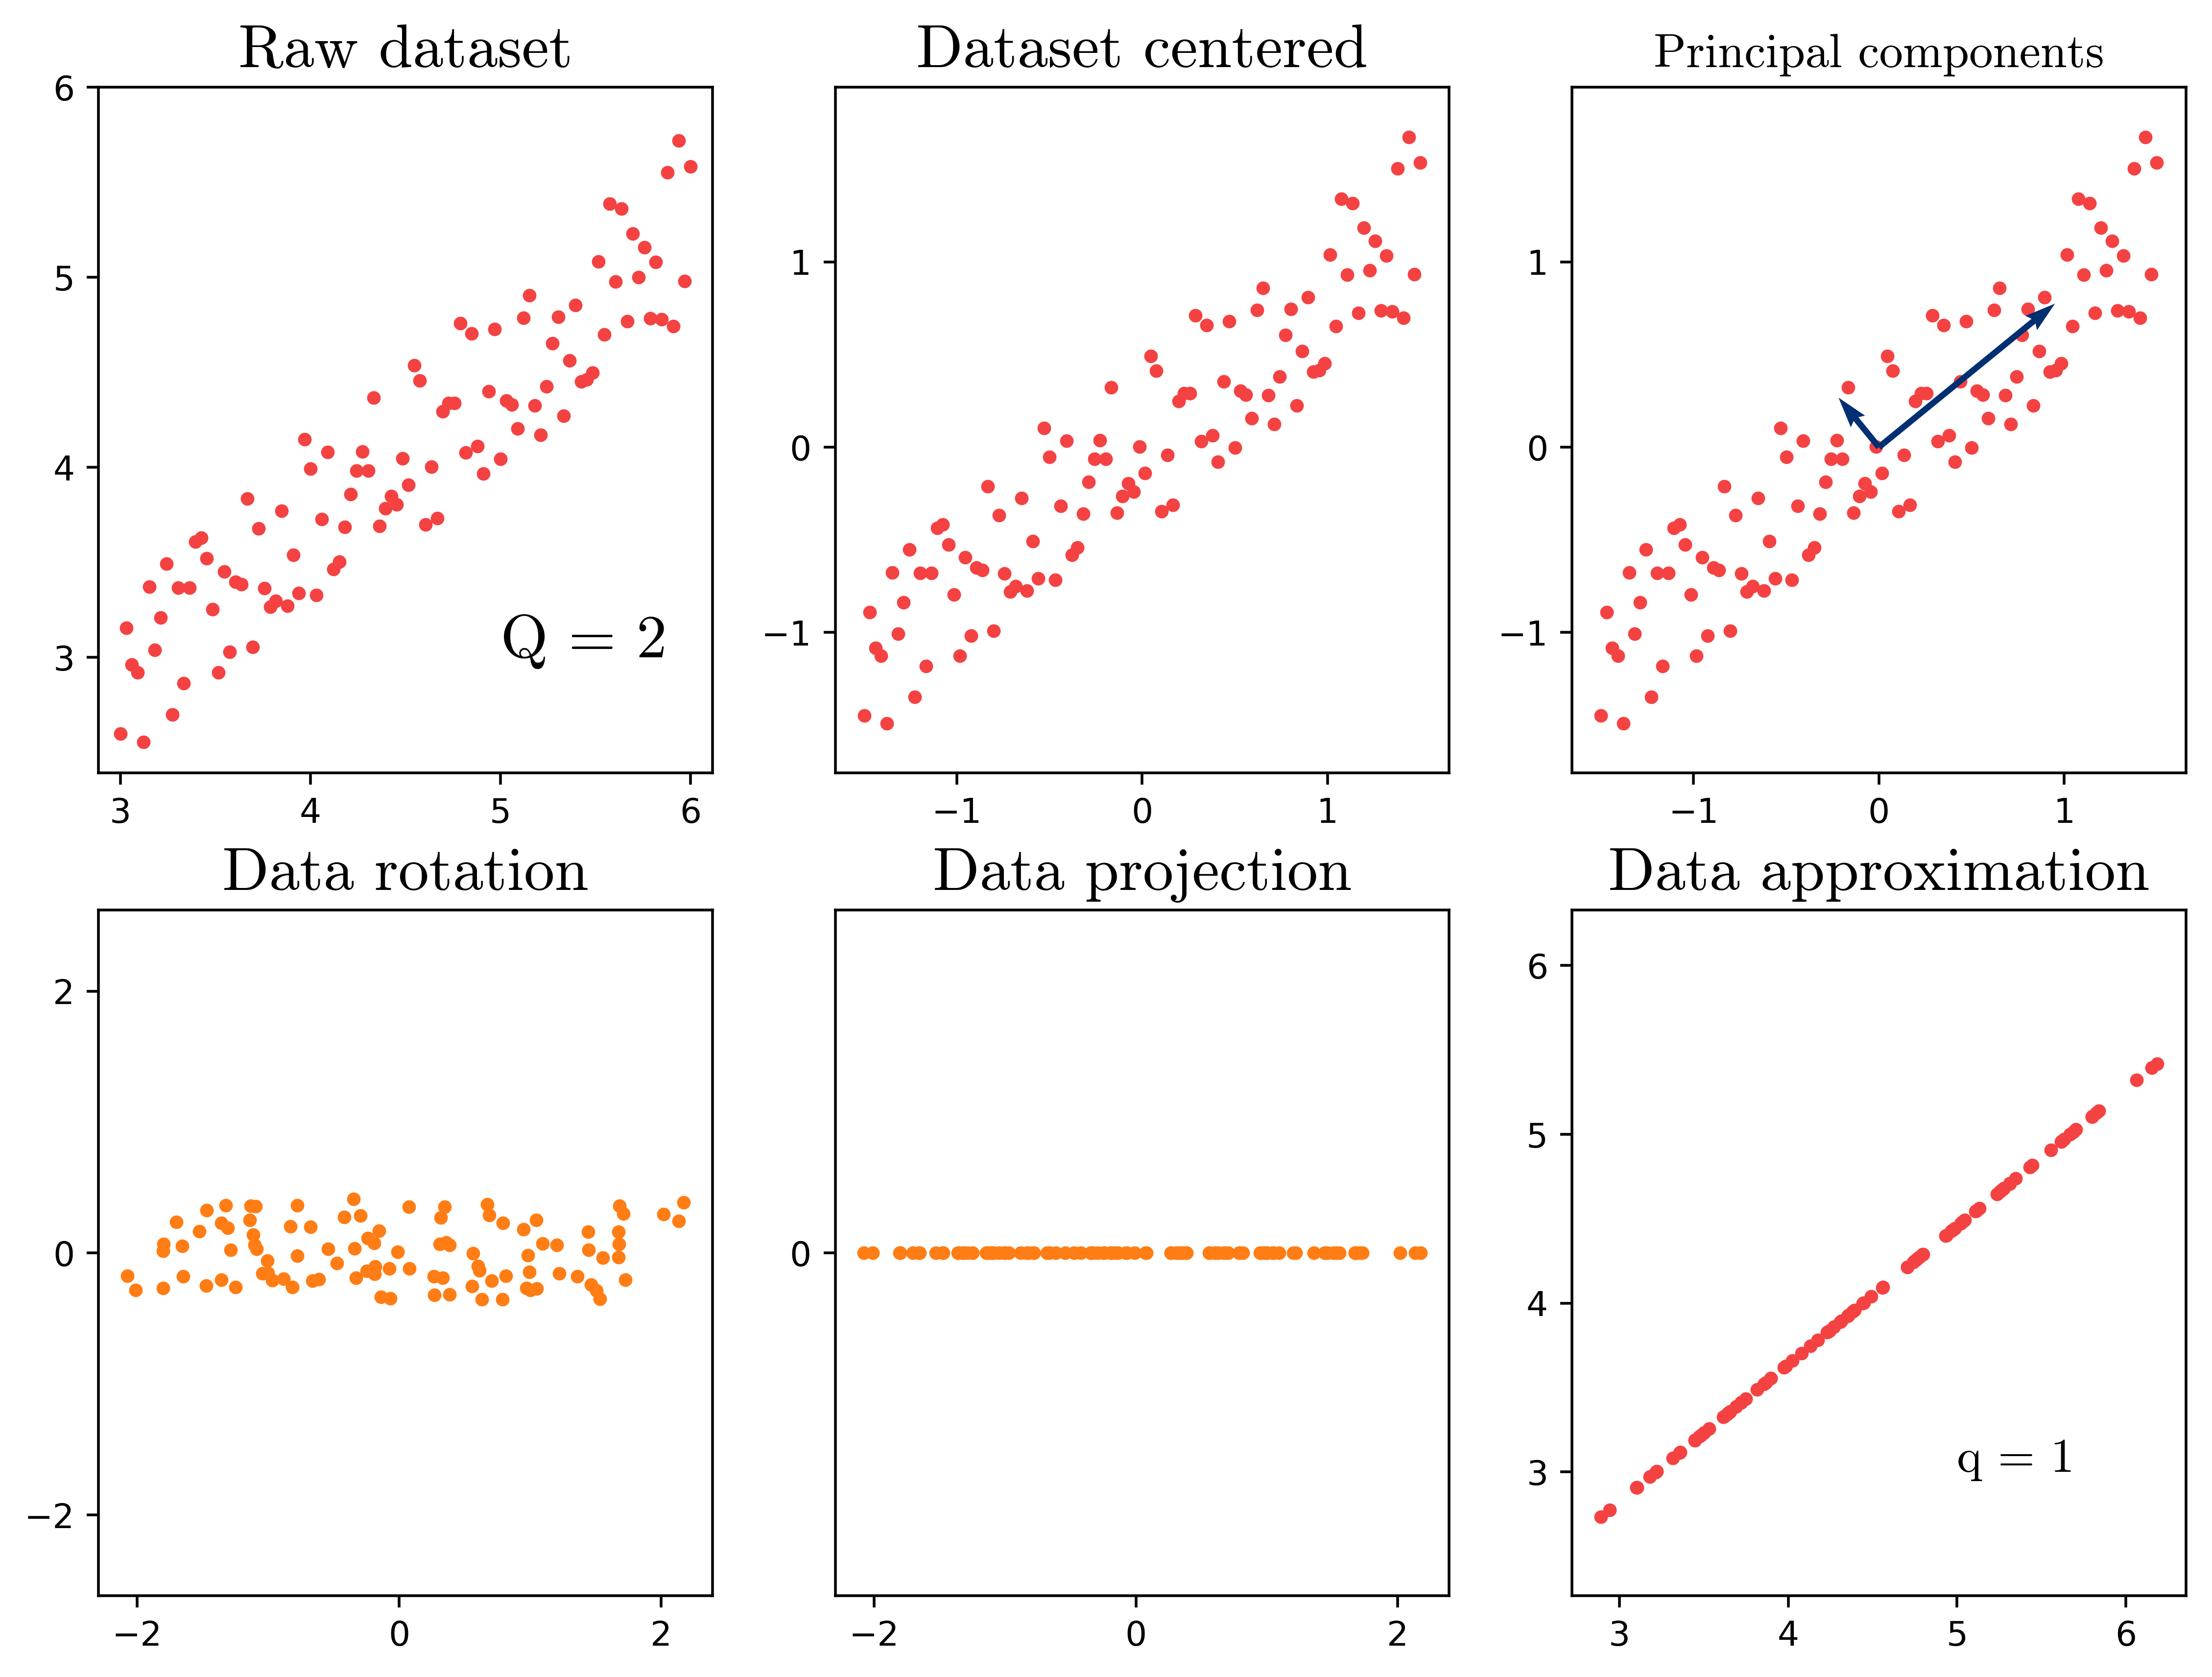 Raw dataset
6
5
4
3
Q = 2
3 4 5 6
Dataset centered
1
0
−1
−1 0 1
Principal components
1
0
−1
−1 0 1
Data rotation
2
0
−2
−2 0 2
Data projection
0
−2 0 2
Data approximation
6
5
4
3
q = 1
3 4 5 6